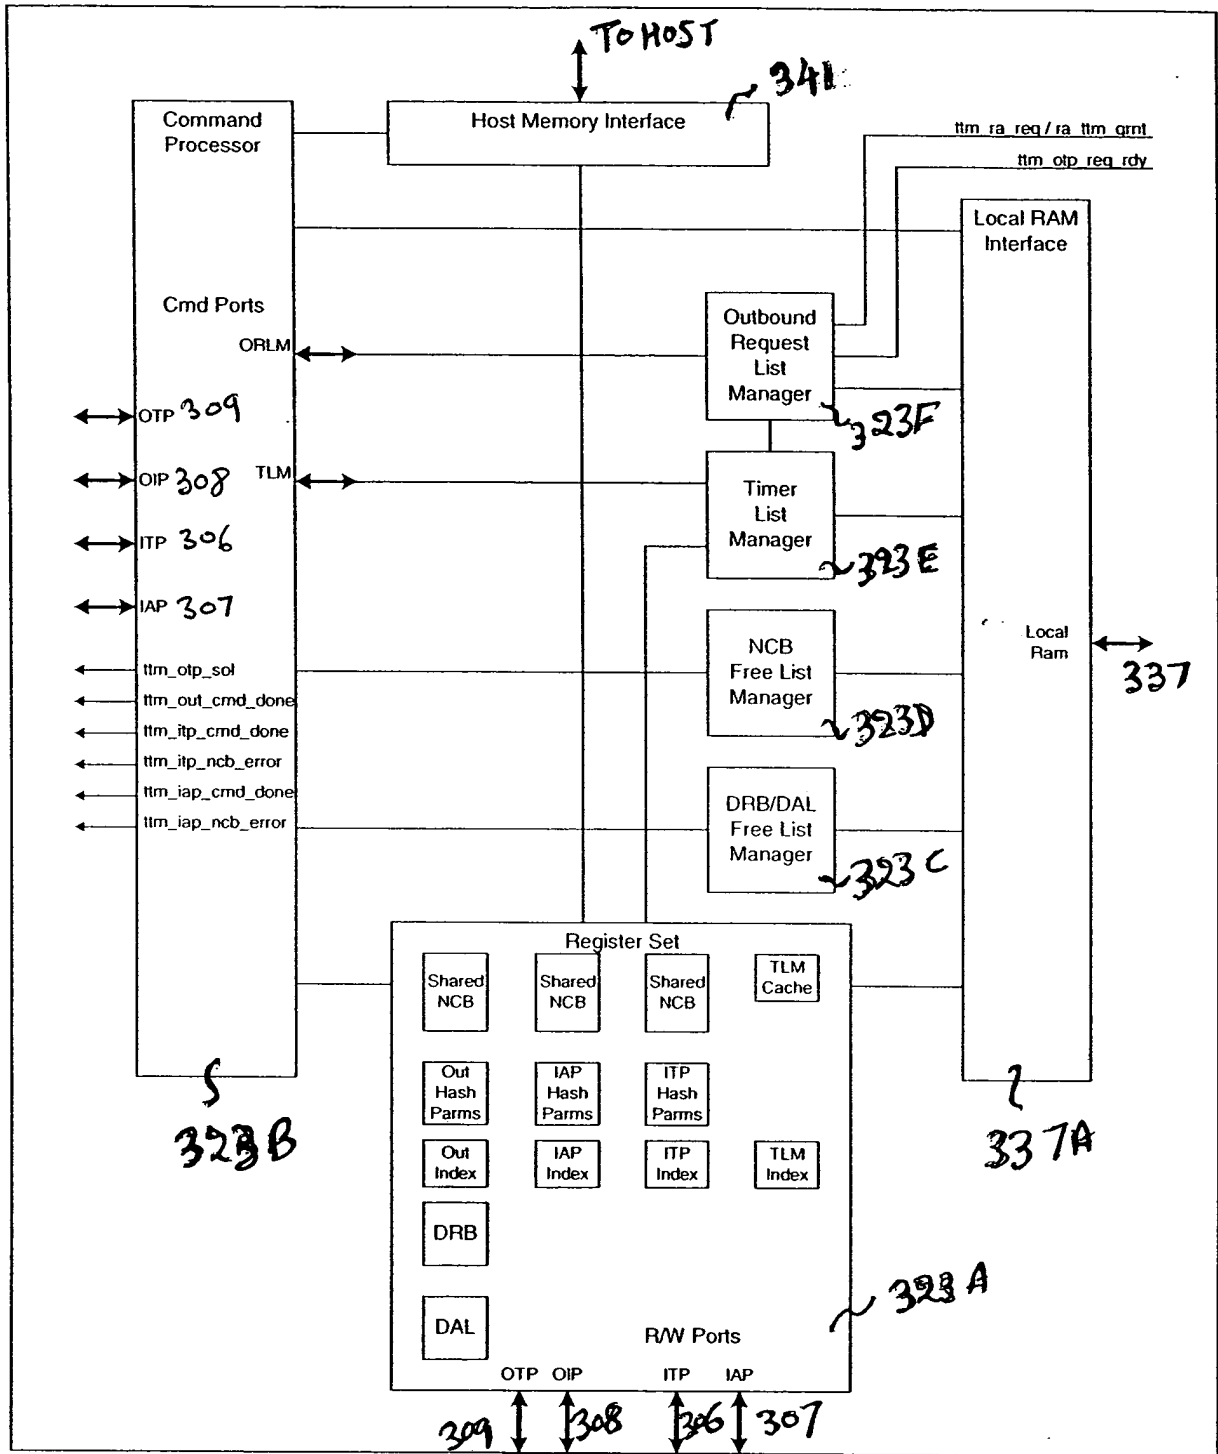 TO HOST
341
Command
Processor
Host Memory Interface
ttm_ra_req / ra_ttm_grnt
ttm_otp_req_rdy
Local RAM
Interface
Cmd Ports
ORLM
Outbound
Request
List
Manager
323F
OTP 309
OIP 308
TLM
Timer
List
Manager
323E
ITP 306
IAP 307
Local
Ram
337
NCB
Free List
Manager
323D
ttm_otp_sol
ttm_out_cmd_done
ttm_itp_cmd_done
ttm_itp_ncb_error
ttm_iap_cmd_done
ttm_iap_ncb_error
DRB/DAL
Free List
Manager
323C
Register Set
Shared
NCB
Shared
NCB
Shared
NCB
TLM
Cache
Out
Hash
Parms
IAP
Hash
Parms
ITP
Hash
Parms
323B
337A
Out
Index
IAP
Index
ITP
Index
TLM
Index
DRB
DAL
323A
R/W Ports
OTP OIP ITP IAP
309 308 306 307